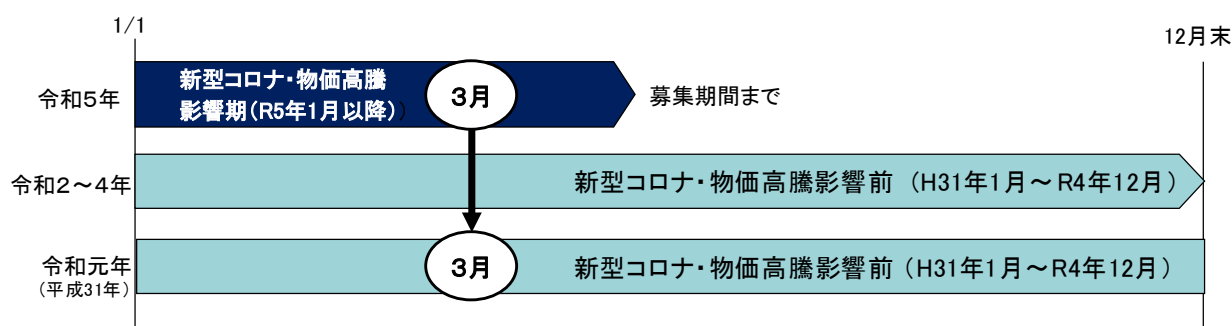 1/1
12月末
令和5年
新型コロナ・物価高騰
影響期(R5年1月以降)
3月
募集期間まで
令和2～4年
新型コロナ・物価高騰影響前 (H31年1月～R4年12月)
令和元年
(平成31年)
3月
新型コロナ・物価高騰影響前 (H31年1月～R4年12月)